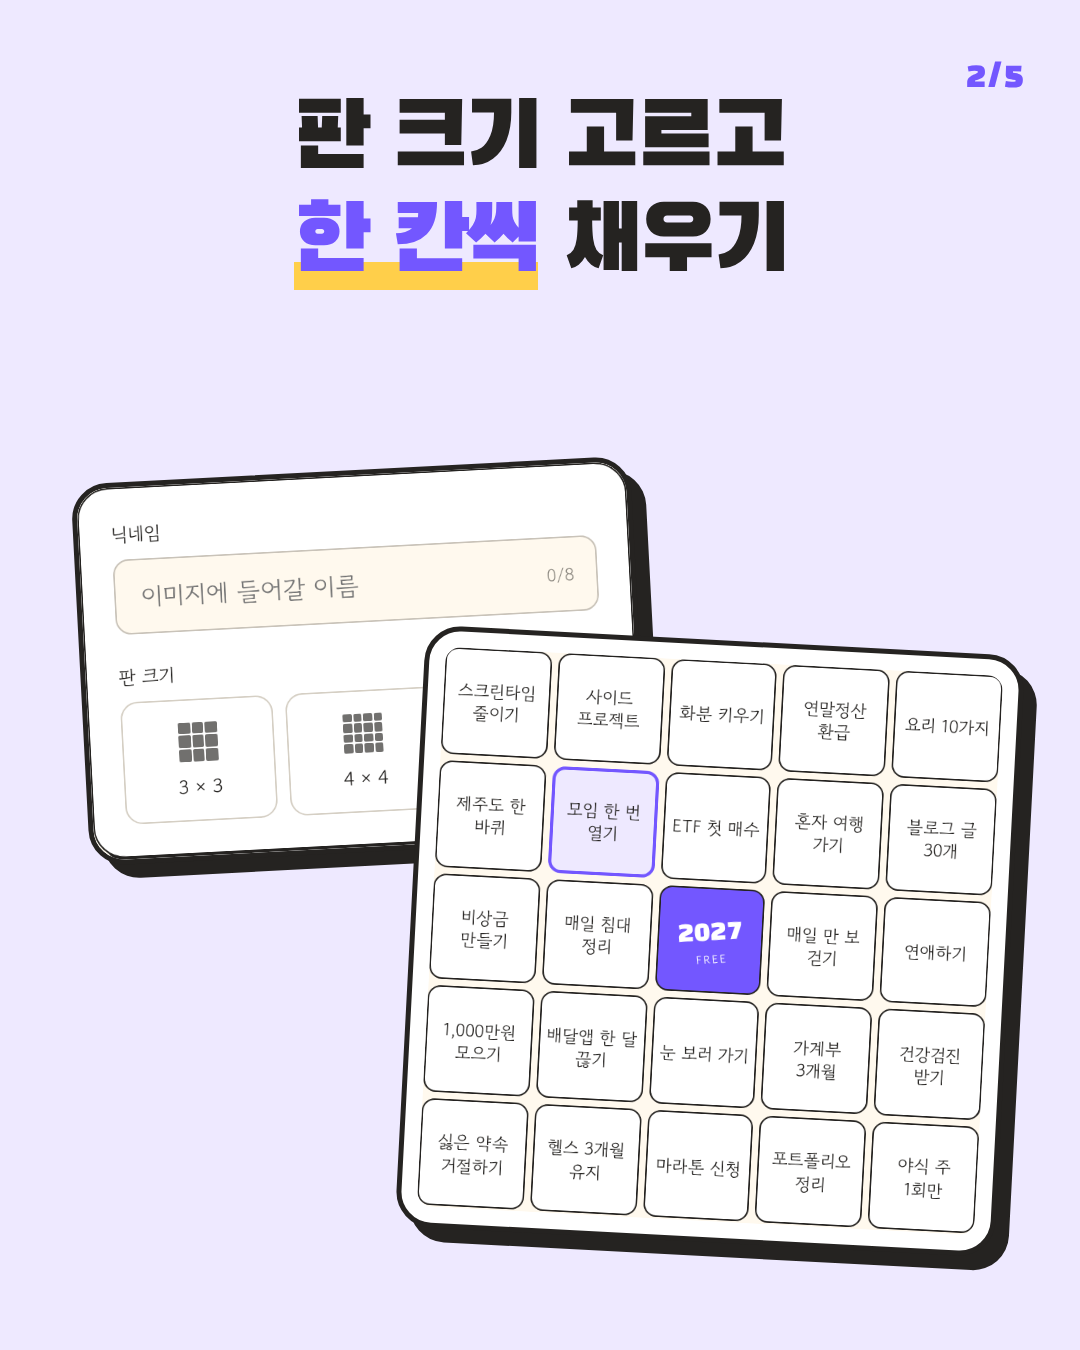 2/5
판 크기 고르고
한 칸씩 채우기
닉네임
이미지에 들어갈 이름
0/8
판 크기
3 × 3
4 × 4
스크린타임
줄이기
사이드
프로젝트
화분 키우기
연말정산
환급
요리 10가지
제주도 한
바퀴
모임 한 번
열기
ETF 첫 매수
혼자 여행
가기
블로그 글
30개
비상금
만들기
매일 침대
정리
2027
FREE
매일 만 보
걷기
연애하기
1,000만원
모으기
배달앱 한 달
끊기
눈 보러 가기
가계부
3개월
건강검진
받기
싫은 약속
거절하기
헬스 3개월
유지
마라톤 신청
포트폴리오
정리
야식 주
1회만